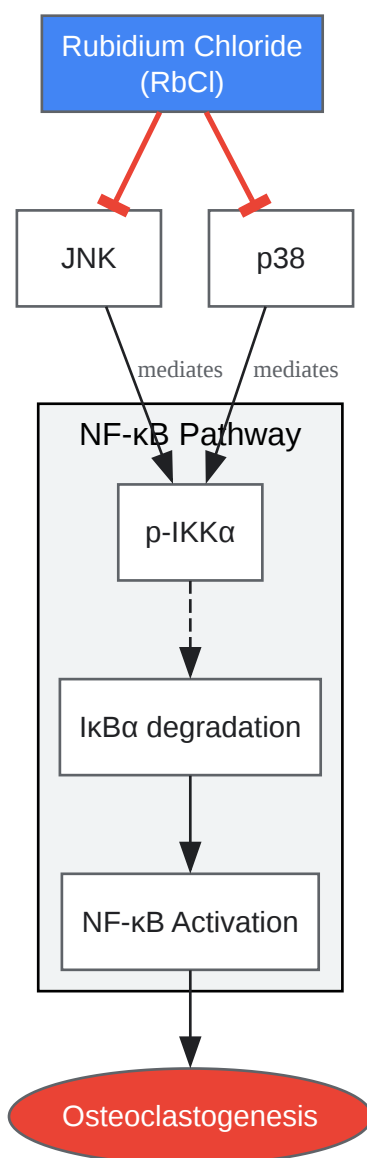 Rubidium Chloride
(RbCl)
JNK
p38
mediates
mediates
NF-κB Pathway
p-IKKα
IκBα degradation
NF-κB Activation
Osteoclastogenesis